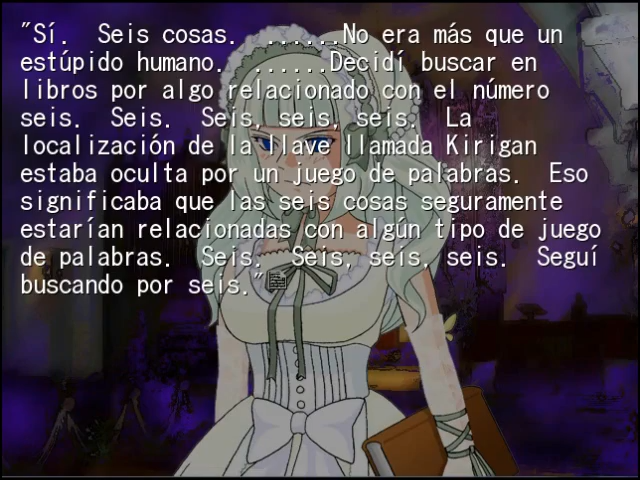 "Sí.  Seis cosas.  ......No era más que un
estúpido humano.  ......Decidí buscar en
libros por algo relacionado con el número
seis.  Seis.  Seis, seis, seis.  La
localización de la llave llamada Kirigan
estaba oculta por un juego de palabras.  Eso
significaba que las seis cosas seguramente
estarían relacionadas con algún tipo de juego
de palabras.  Seis.  Seis, seis, seis.  Seguí
buscando por seis."